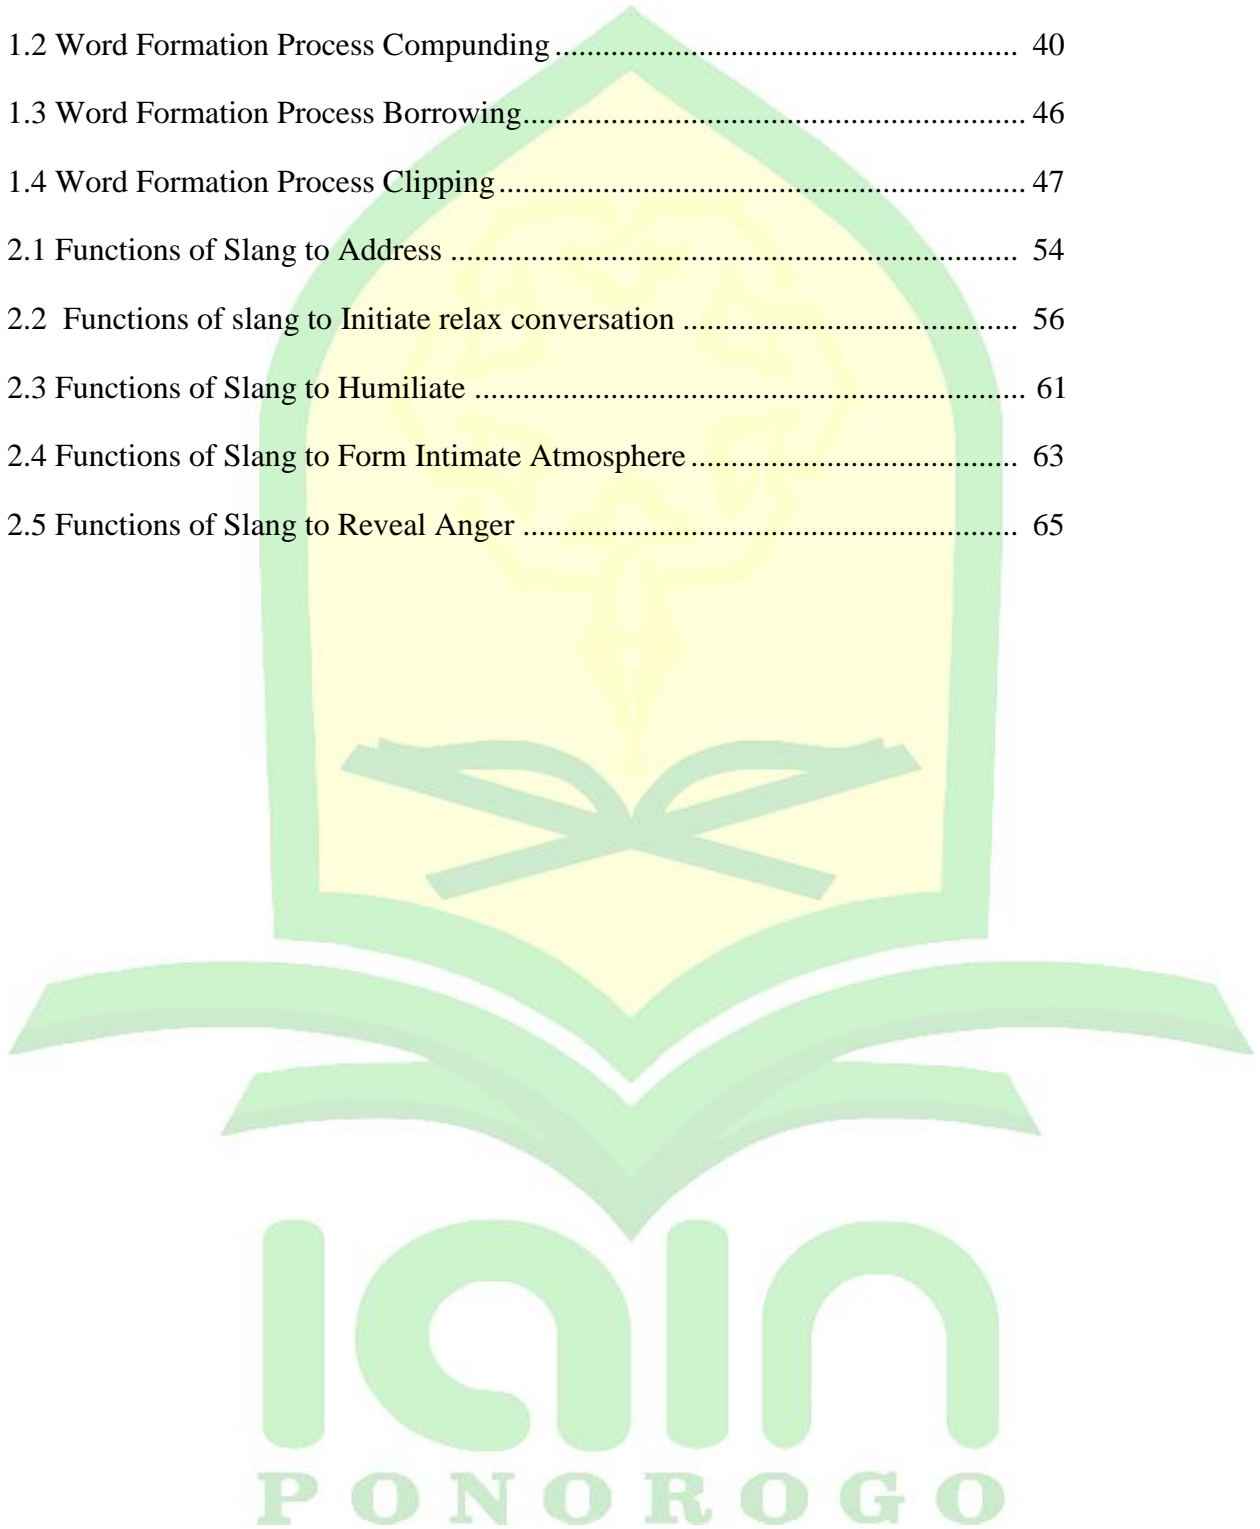 1.2 Word Formation Process Compunding ......................................................... 40
1.3 Word Formation Process Borrowing.............................................................. 46
1.4 Word Formation Process Clipping ................................................................. 47
2.1 Functions of Slang to Address ...................................................................... 54
2.2  Functions of slang to Initiate relax conversation ......................................... 56
2.3 Functions of Slang to Humiliate .................................................................... 61
2.4 Functions of Slang to Form Intimate Atmosphere ........................................ 63
2.5 Functions of Slang to Reveal Anger ............................................................. 65
IAIN
PONOROGO